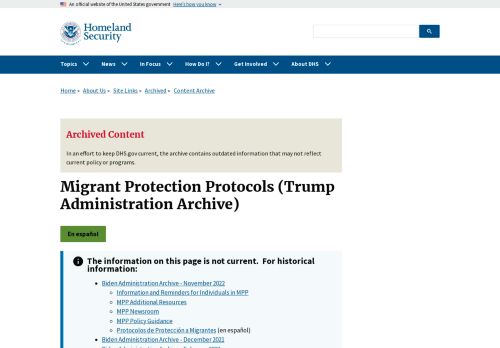 An official website of the United States government Here's how you know
Homeland
Security
Topics News In Focus How Do I? Get Involved About DHS
Home About Us Site Links Archived Content Archive
Archived Content
In an effort to keep DHS.gov current, the archive contains outdated information that may not reflect
current policy or programs.
Migrant Protection Protocols (Trump
Administration Archive)
En español
The information on this page is not current. For historical
information:
Biden Administration Archive - November 2022
Information and Reminders for Individuals in MPP
MPP Additional Resources
MPP Newsroom
MPP Policy Guidance
Protocolos de Protección a Migrantes (en español)
Biden Administration Archive - December 2021